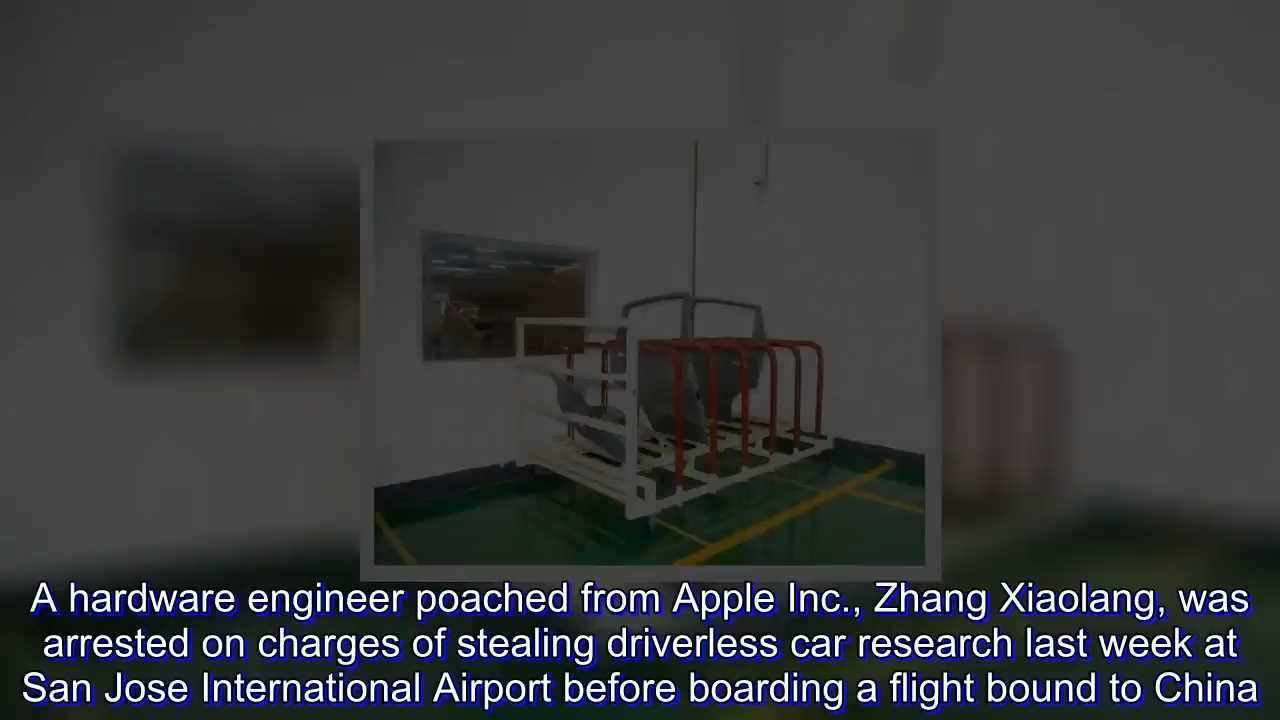 A hardware engineer poached from Apple Inc., Zhang Xiaolang, was
arrested on charges of stealing driverless car research last week at
San Jose International Airport before boarding a flight bound to China